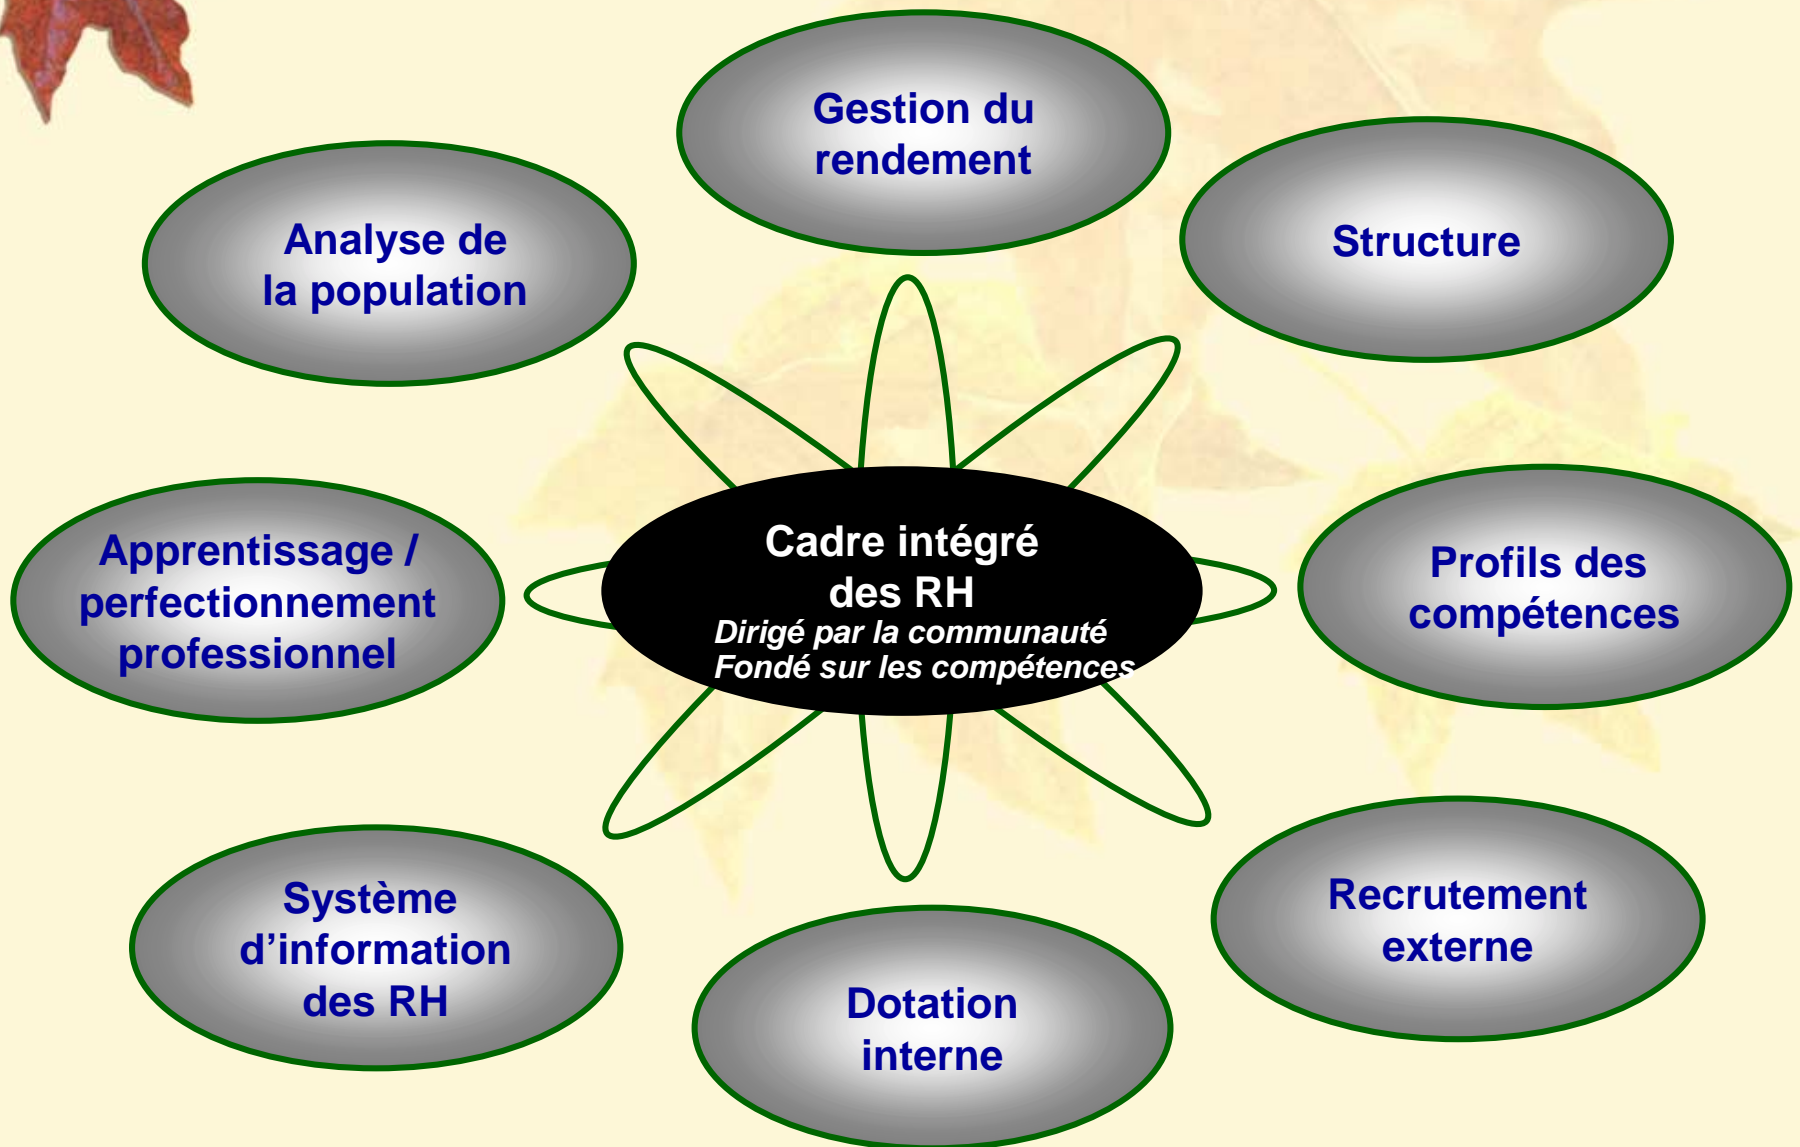 Gestion du
rendement
Structure
Analyse de
la population
Cadre intégré
des RH
Dirigé par la communauté
Fondé sur les compétences
Apprentissage /
perfectionnement
professionnel
Profils des
compétences
Système
d’information
des RH
Dotation
interne
Recrutement
externe